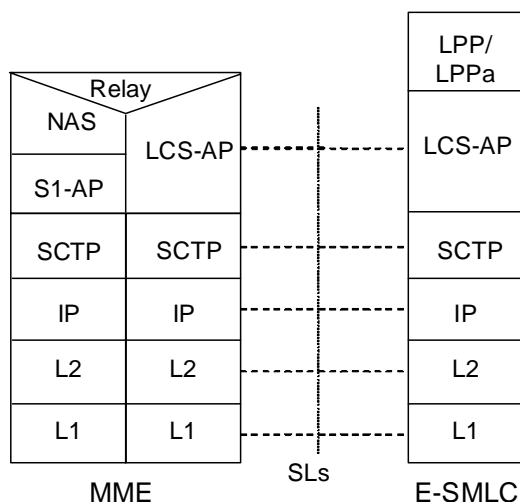 LPP/
LPPa
Relay
NAS
LCS-AP
LCS-AP
S1-AP
SCTP SCTP SCTP
IP IP IP
L2 L2 L2
L1 L1 L1
SLs
MME E-SMLC